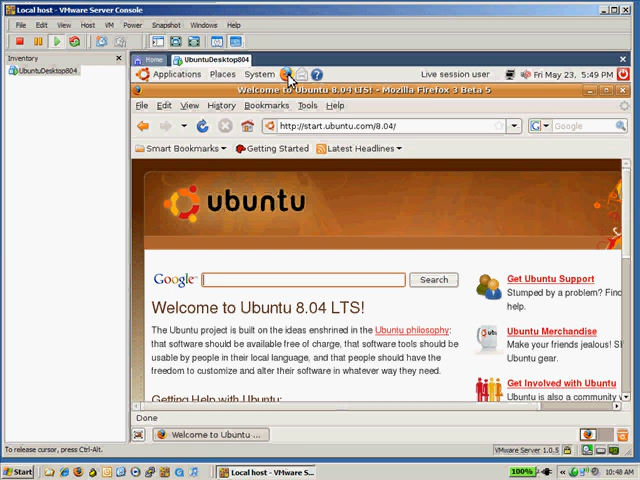 Local host - VMware Server Console
File Edit View Host VM Power Snapshot Windows Help
Inventory
UbuntuDesktop804
Home UbuntuDesktop804
Applications Places System Live session user Fri May 23, 5:49 PM
Welcome to Ubuntu 8.04 LTS! - Mozilla Firefox 3 Beta 5
File Edit View History Bookmarks Tools Help
http://start.ubuntu.com/8.04/ Google
Smart Bookmarks Getting Started Latest Headlines
ubuntu
Google Search
Welcome to Ubuntu 8.04 LTS!
The Ubuntu project is built on the ideas enshrined in the Ubuntu philosophy:
that software should be available free of charge, that software tools should be
usable by people in their local language, and that people should have the
freedom to customize and alter their software in whatever way they need.
Getting Help with Ubuntu:
Get Ubuntu Support
Stumped by a problem? Find
help.
Ubuntu Merchandise
Make your friends jealous! S
Ubuntu gear.
Get Involved with Ubuntu
Ubuntu is also a community
Done
Welcome to Ubuntu ...
To release cursor, press Ctrl-Alt.
VMware Server 1.0.5
Start Local host - VMware S... 100% 10:48 AM